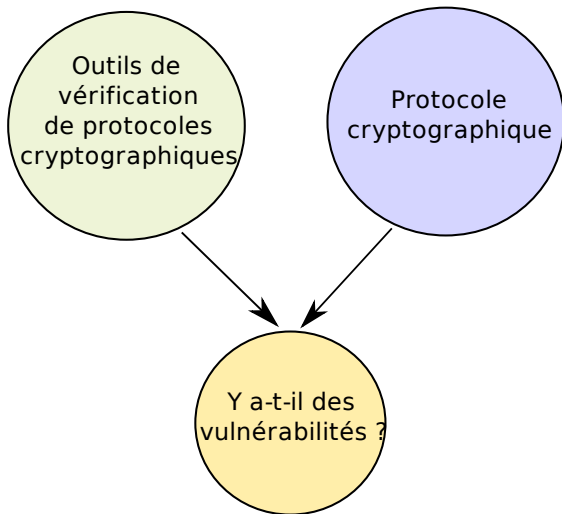 Outils de
vérification
de protocoles
cryptographiques
Protocole
cryptographique
Y a-t-il des
vulnérabilités ?